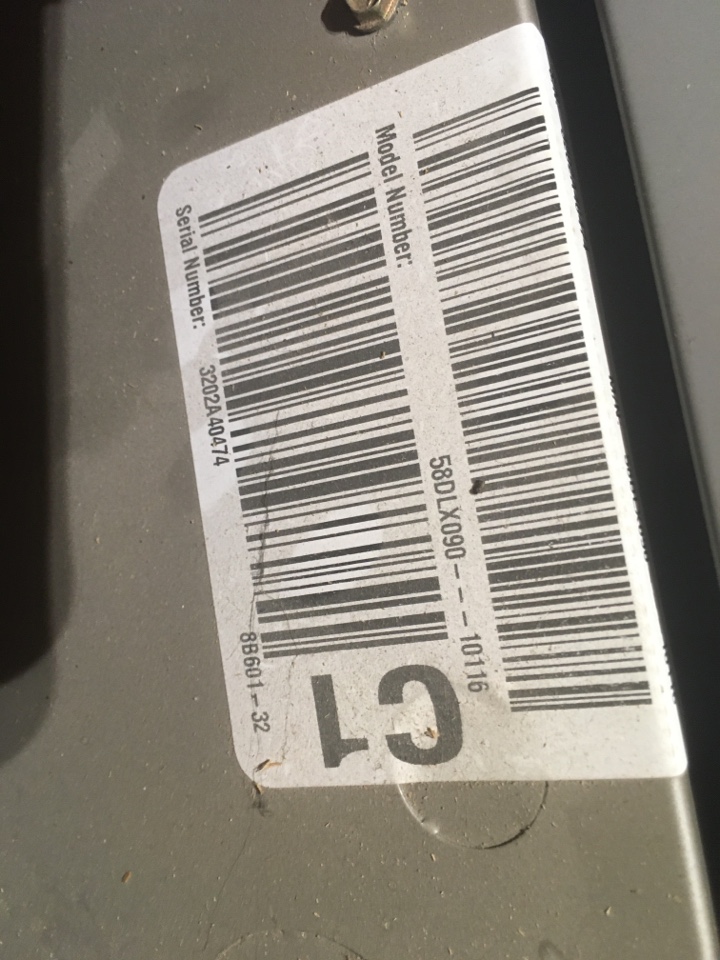 Model Number:
58DLX090---10116
Serial Number:
3202A40474
8B601-32
C1